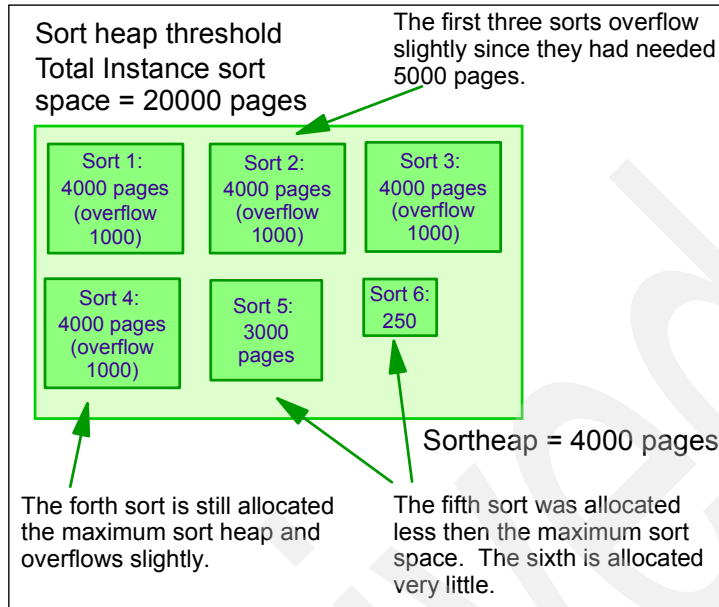 Sort heap threshold
Total Instance sort
space = 20000 pages
The first three sorts overflow
slightly since they had needed
5000 pages.
Sort 1:
4000 pages
(overflow
1000)
Sort 2:
4000 pages
(overflow
1000)
Sort 3:
4000 pages
(overflow
1000)
Sort 4:
4000 pages
(overflow
1000)
Sort 5:
3000
pages
Sort 6:
250
Sortheap = 4000 pages
The forth sort is still allocated
the maximum sort heap and
overflows slightly.
The fifth sort was allocated
less then the maximum sort
space. The sixth is allocated
very little.